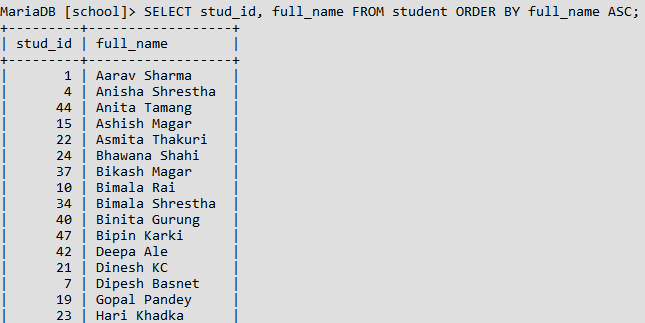 MariaDB [school]> SELECT stud_id, full_name FROM student ORDER BY full_name ASC;
+---------+------------------+
| stud_id | full_name        |
+---------+------------------+
|       1 | Aarav Sharma     |
|       4 | Anisha Shrestha  |
|      44 | Anita Tamang     |
|      15 | Ashish Magar     |
|      22 | Asmita Thakuri   |
|      24 | Bhawana Shahi    |
|      37 | Bikash Magar     |
|      10 | Bimala Rai       |
|      34 | Bimala Shrestha  |
|      40 | Binita Gurung    |
|      47 | Bipin Karki      |
|      42 | Deepa Ale        |
|      21 | Dinesh KC        |
|       7 | Dipesh Basnet    |
|      19 | Gopal Pandey     |
|      23 | Hari Khadka      |